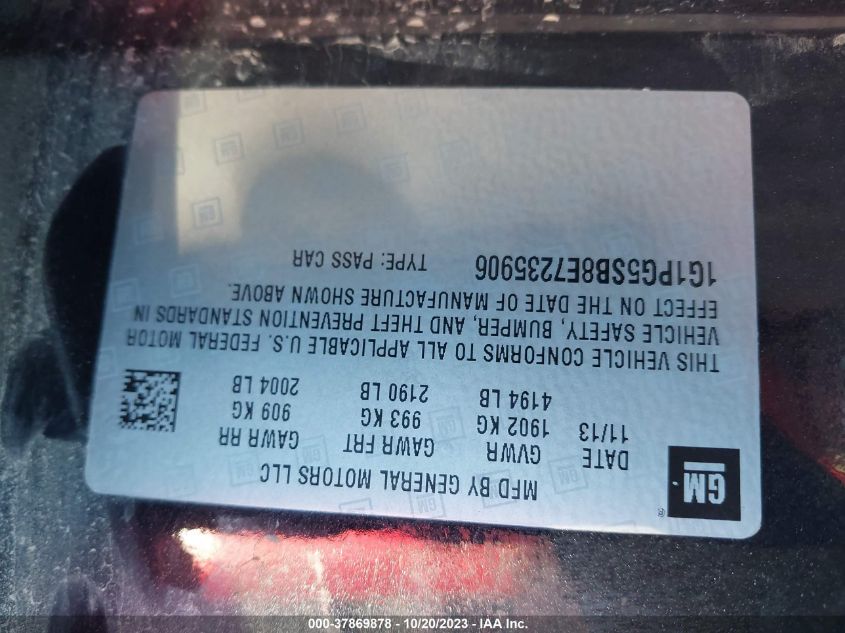 GM
®
MFD BY GENERAL MOTORS LLC
DATE GVWR GAWR FRT GAWR RR
11/13 1902 KG 993 KG 909 KG
4194 LB 2190 LB 2004 LB
THIS VEHICLE CONFORMS TO ALL APPLICABLE U.S. FEDERAL MOTOR
VEHICLE SAFETY, BUMPER, AND THEFT PREVENTION STANDARDS IN
EFFECT ON THE DATE OF MANUFACTURE SHOWN ABOVE.
1G1PG5SB8E7235906 TYPE: PASS CAR
000-37869878 - 10/20/2023 - IAA Inc.